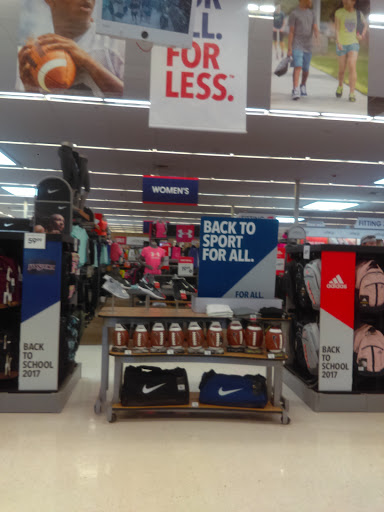 ALL.
FOR
LESS.
WOMEN'S
BACK TO
SPORT
FOR ALL.
FOR ALL.
FITTING
JANSPORT
BACK
TO
SCHOOL
2017
adidas
BACK
TO
SCHOOL
2017